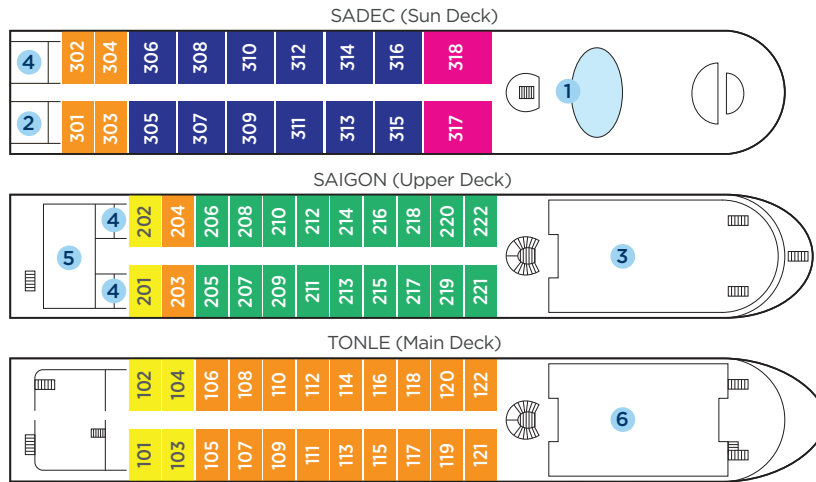 SADEC (Sun Deck)
4 302 304 306 308 310 312 314 316 318
1
2 301 303 305 307 309 311 313 315 317
SAIGON (Upper Deck)
4 202 204 206 208 210 212 214 216 218 220 222
5 3
4 201 203 205 207 209 211 213 215 217 219 221
TONLE (Main Deck)
102 104 106 108 110 112 114 116 118 120 122
6
101 103 105 107 109 111 113 115 117 119 121